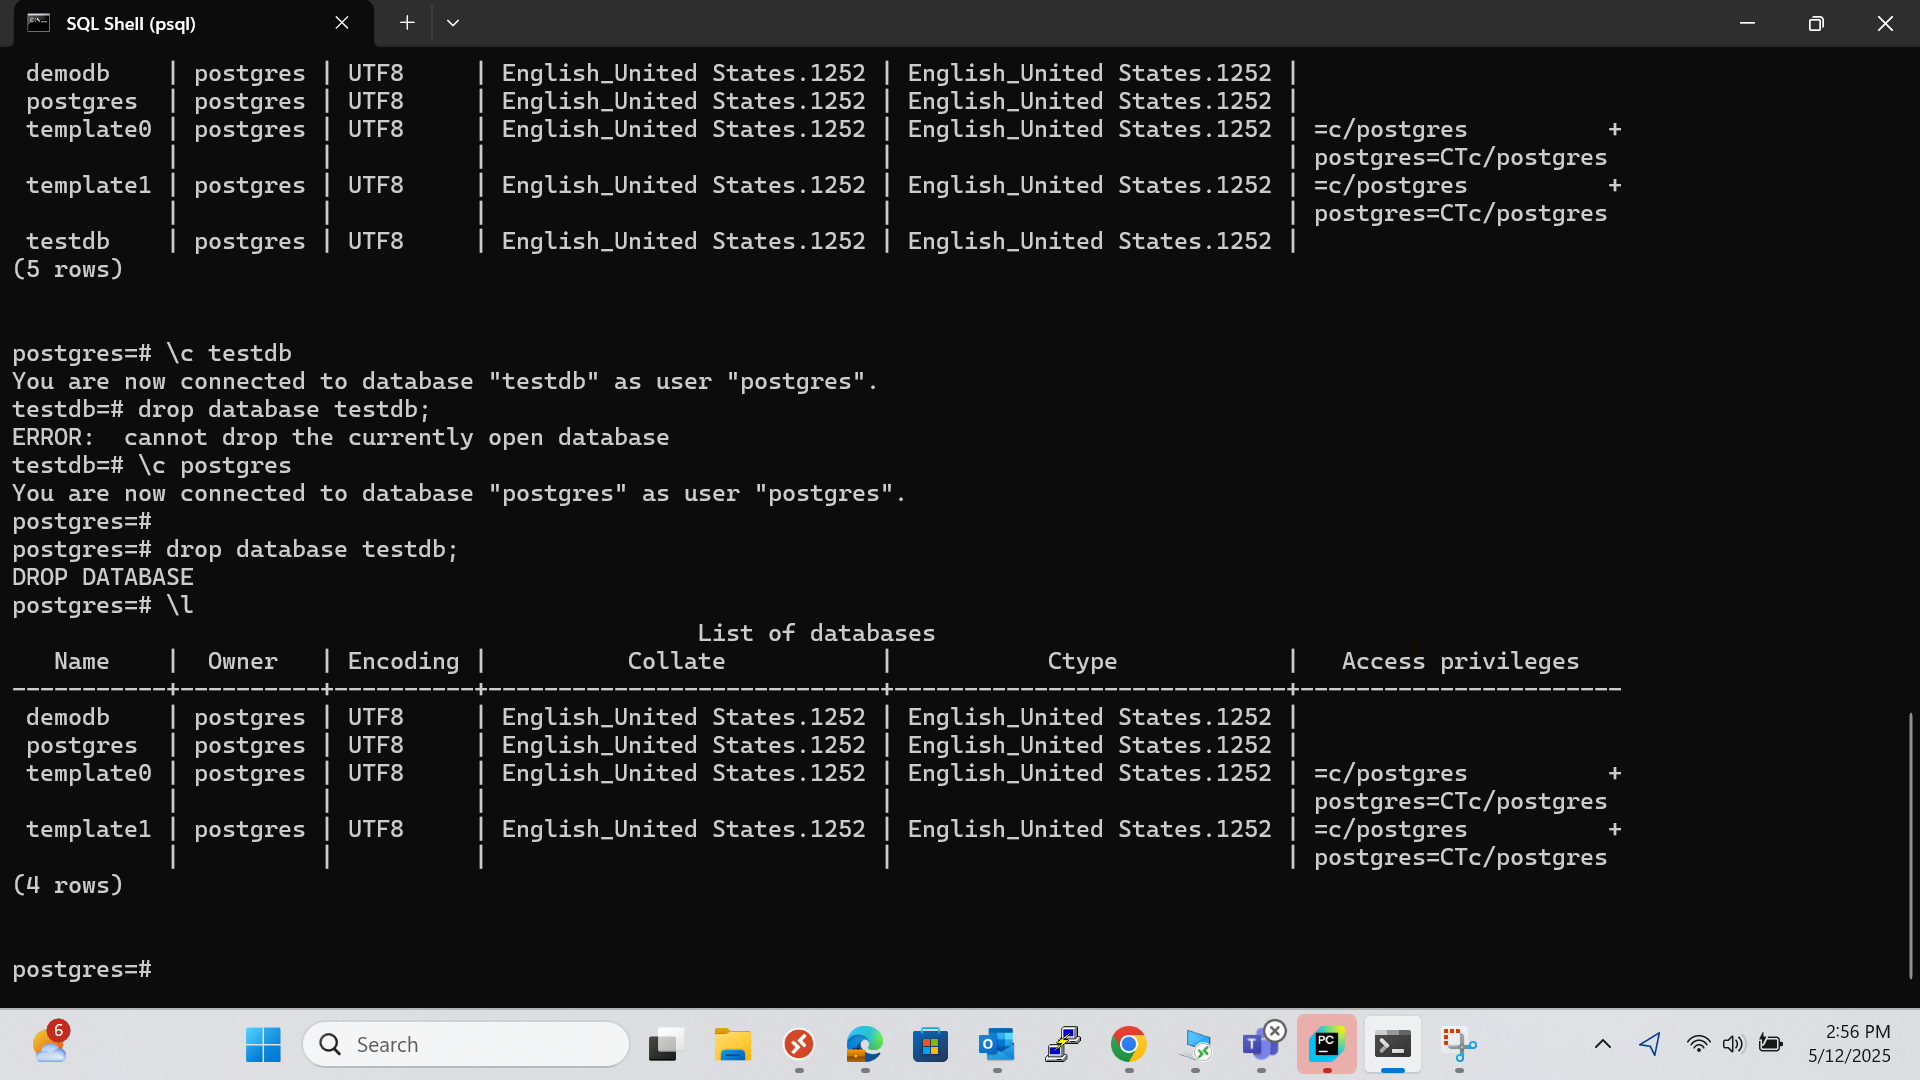 SQL Shell (psql)
demodb | postgres | UTF8 | English_United States.1252 | English_United States.1252 |
postgres | postgres | UTF8 | English_United States.1252 | English_United States.1252 |
template0 | postgres | UTF8 | English_United States.1252 | English_United States.1252 | =c/postgres +
| | | | | postgres=CTc/postgres
template1 | postgres | UTF8 | English_United States.1252 | English_United States.1252 | =c/postgres +
| | | | | postgres=CTc/postgres
testdb | postgres | UTF8 | English_United States.1252 | English_United States.1252 |
(5 rows)
postgres=# \c testdb
You are now connected to database "testdb" as user "postgres".
testdb=# drop database testdb;
ERROR:  cannot drop the currently open database
testdb=# \c postgres
You are now connected to database "postgres" as user "postgres".
postgres=#
postgres=# drop database testdb;
DROP DATABASE
postgres=# \l
List of databases
Name | Owner | Encoding | Collate | Ctype | Access privileges
-----------+----------+----------+----------------------------+----------------------------+-----------------------
demodb | postgres | UTF8 | English_United States.1252 | English_United States.1252 |
postgres | postgres | UTF8 | English_United States.1252 | English_United States.1252 |
template0 | postgres | UTF8 | English_United States.1252 | English_United States.1252 | =c/postgres +
| | | | | postgres=CTc/postgres
template1 | postgres | UTF8 | English_United States.1252 | English_United States.1252 | =c/postgres +
| | | | | postgres=CTc/postgres
(4 rows)
postgres=#
6
Search
PC
2:56 PM
5/12/2025